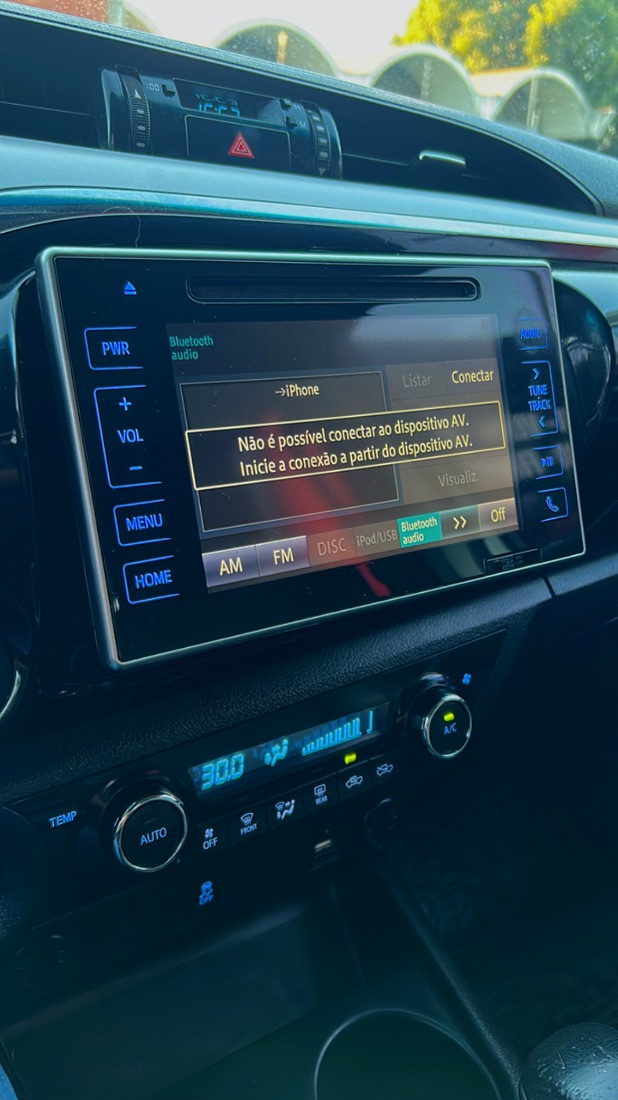 PWR
+
VOL
−
MENU
HOME
Bluetooth
audio
→iPhone
Listar
Conectar
Não é possível conectar ao dispositivo AV.
Inicie a conexão a partir do dispositivo AV.
Visualiz.
AM
FM
DISC
iPod/USB
Bluetooth
audio
>>
Off
AUDIO
>
TUNE
TRACK
<
TEMP
30.0
AUTO
OFF
FRONT
REAR
A/C
OFF